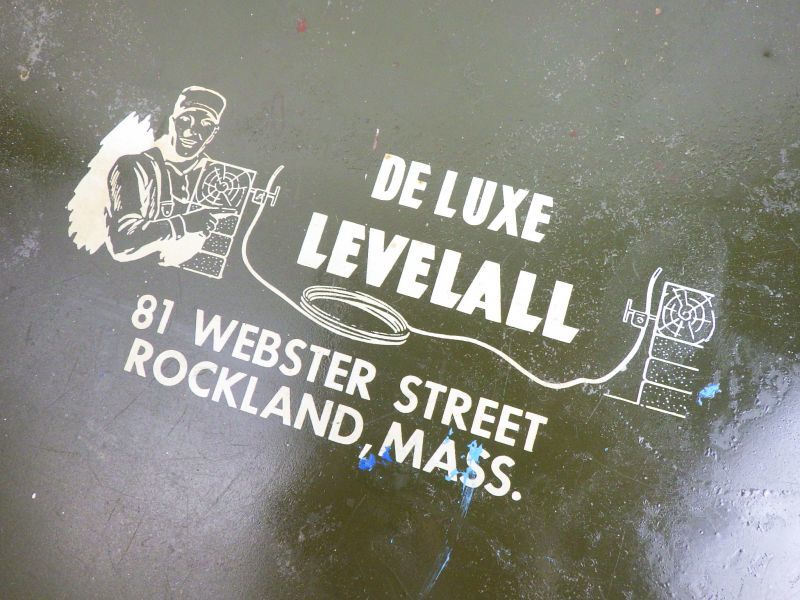 DE LUXE
LEVELALL
81 WEBSTER STREET
ROCKLAND, MASS.